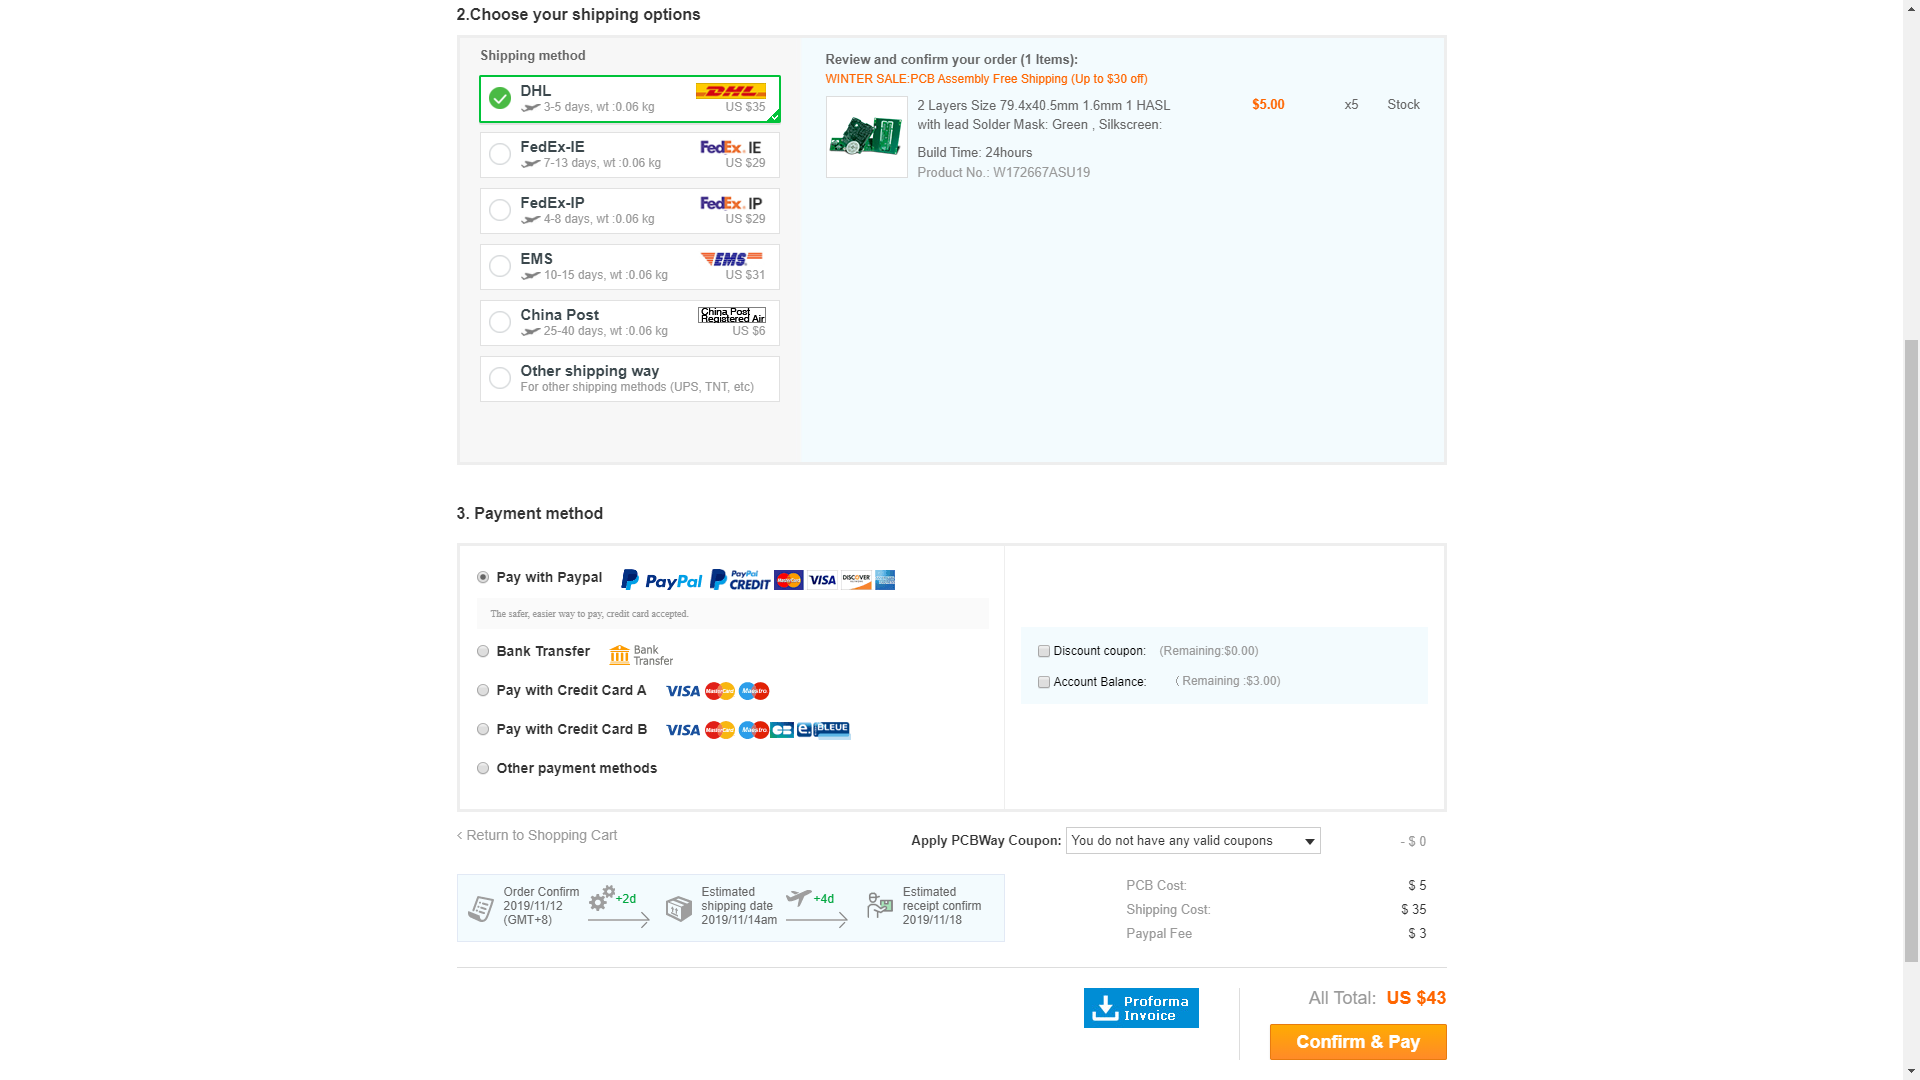 2.Choose your shipping options
Shipping method
DHL
DHL
3-5 days, wt :0.06 kg
US $35
FedEx-IE
FedEx. IE
7-13 days, wt :0.06 kg
US $29
FedEx-IP
FedEx. IP
4-8 days, wt :0.06 kg
US $29
EMS
EMS
10-15 days, wt :0.06 kg
US $31
China Post
China Post
Registered Air
25-40 days, wt :0.06 kg
US $6
Other shipping way
For other shipping methods (UPS, TNT, etc)
Review and confirm your order (1 Items):
WINTER SALE:PCB Assembly Free Shipping (Up to $30 off)
2 Layers Size 79.4x40.5mm 1.6mm 1 HASL
with lead Solder Mask: Green , Silkscreen:
Build Time: 24hours
Product No.: W172667ASU19
$5.00
x5
Stock
3. Payment method
Pay with Paypal
PayPal
PayPal
CREDIT
MasterCard
VISA
DISCOVER
The safer, easier way to pay, credit card accepted.
Bank Transfer
Bank
Transfer
Pay with Credit Card A
VISA
MasterCard
Maestro
Pay with Credit Card B
VISA
MasterCard
Maestro
CB
e.
BLEUE
Other payment methods
Discount coupon:
(Remaining:$0.00)
Account Balance:
( Remaining :$3.00)
< Return to Shopping Cart
Apply PCBWay Coupon:
You do not have any valid coupons
- $ 0
Order Confirm
2019/11/12
(GMT+8)
+2d
Estimated
shipping date
2019/11/14am
+4d
Estimated
receipt confirm
2019/11/18
PCB Cost:
$ 5
Shipping Cost:
$ 35
Paypal Fee
$ 3
Proforma
Invoice
All Total:
US $43
Confirm & Pay